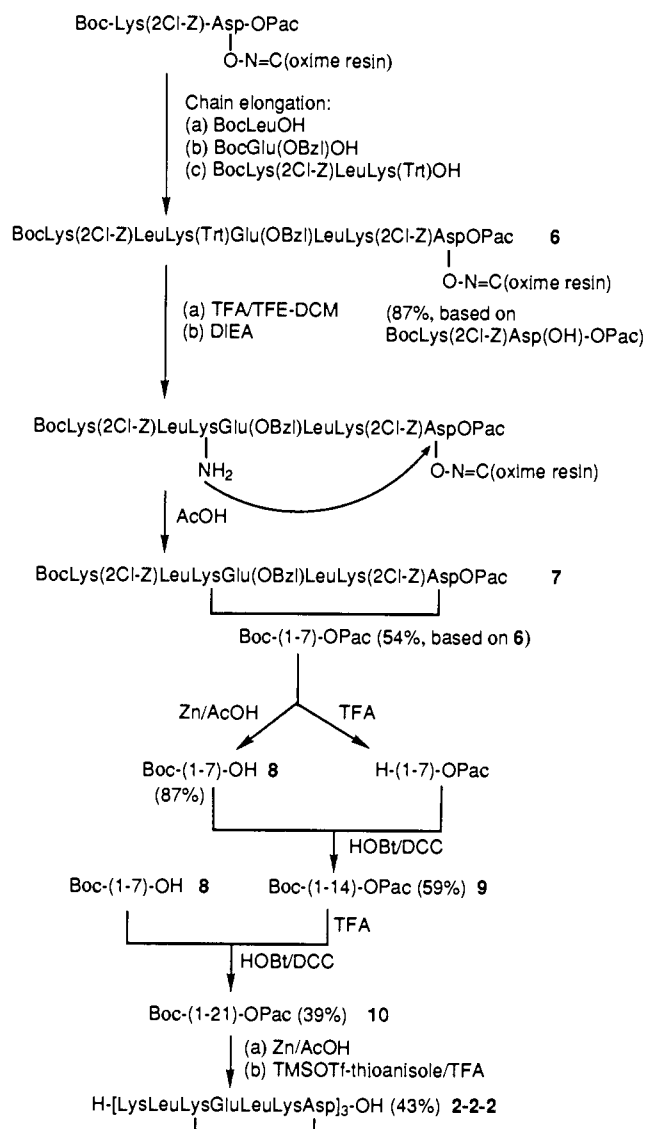 Boc-Lys(2Cl-Z)-Asp-OPac
O-N=C(oxime resin)
Chain elongation:
(a) BocLeuOH
(b) BocGlu(OBzl)OH
(c) BocLys(2Cl-Z)LeuLys(Trt)OH
BocLys(2Cl-Z)LeuLys(Trt)Glu(OBzl)LeuLys(2Cl-Z)AspOPac 6
O-N=C(oxime resin)
(a) TFA/TFE-DCM
(b) DIEA
(87%, based on
BocLys(2Cl-Z)Asp(OH)-OPac)
BocLys(2Cl-Z)LeuLysGlu(OBzl)LeuLys(2Cl-Z)AspOPac
NH2
O-N=C(oxime resin)
AcOH
BocLys(2Cl-Z)LeuLysGlu(OBzl)LeuLys(2Cl-Z)AspOPac 7
Boc-(1-7)-OPac (54%, based on 6)
Zn/AcOH TFA
Boc-(1-7)-OH 8 H-(1-7)-OPac
(87%)
HOBt/DCC
Boc-(1-7)-OH 8 Boc-(1-14)-OPac (59%) 9
TFA
HOBt/DCC
Boc-(1-21)-OPac (39%) 10
(a) Zn/AcOH
(b) TMSOTf-thioanisole/TFA
H-[LysLeuLysGluLeuLysAsp]3-OH (43%) 2-2-2